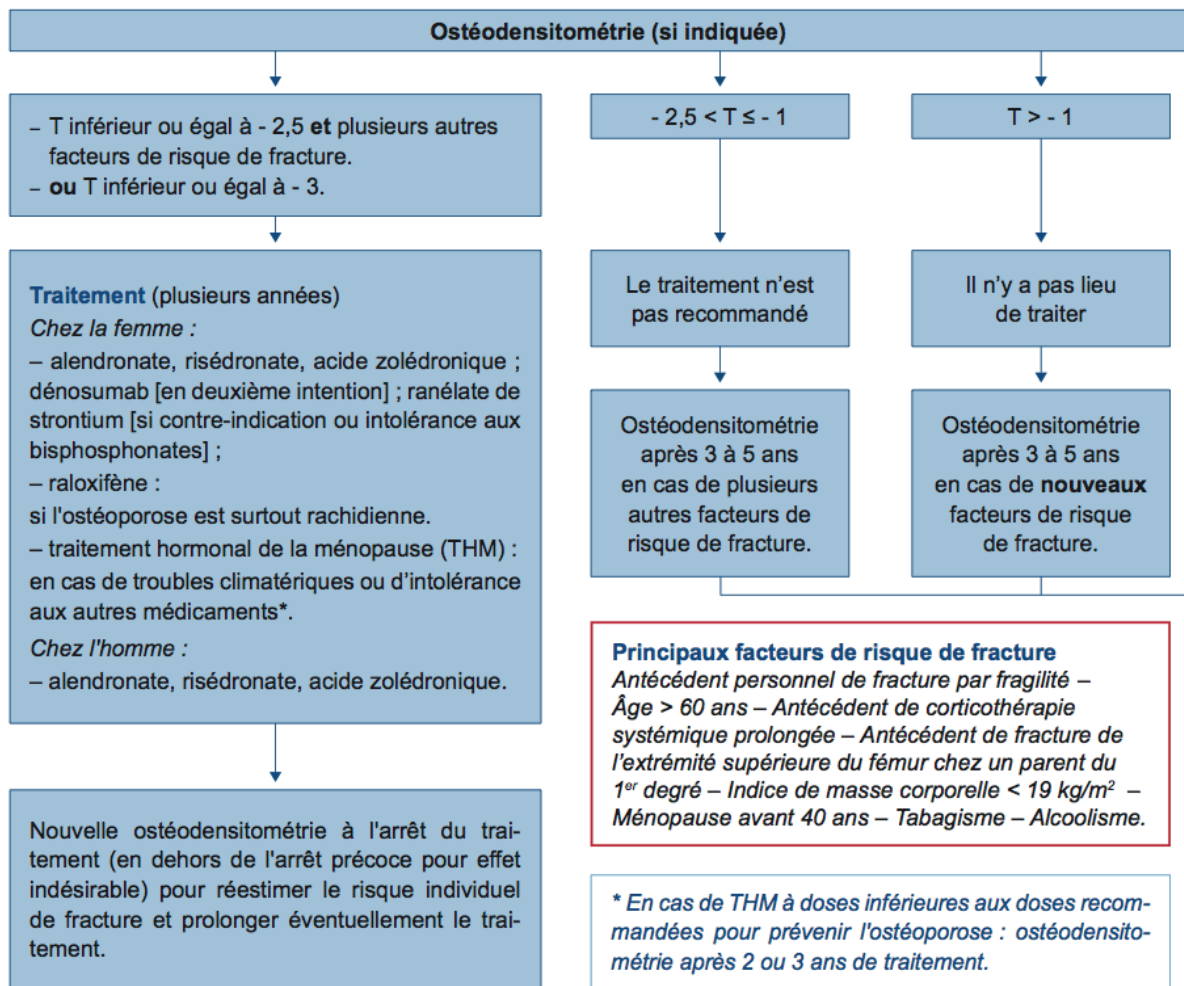 Ostéodensitométrie (si indiquée)
– T inférieur ou égal à - 2,5 et plusieurs autres
facteurs de risque de fracture.
– ou T inférieur ou égal à - 3.
- 2,5 < T ≤ - 1
T > - 1
Traitement (plusieurs années)
Chez la femme :
– alendronate, risédronate, acide zolédronique ;
dénosumab [en deuxième intention] ; ranélate de
strontium [si contre-indication ou intolérance aux
bisphosphonates] ;
– raloxifène :
si l'ostéoporose est surtout rachidienne.
– traitement hormonal de la ménopause (THM) :
en cas de troubles climatériques ou d’intolérance
aux autres médicaments*.
Chez l'homme :
– alendronate, risédronate, acide zolédronique.
Le traitement n’est
pas recommandé
Il n’y a pas lieu
de traiter
Ostéodensitométrie
après 3 à 5 ans
en cas de plusieurs
autres facteurs de
risque de fracture.
Ostéodensitométrie
après 3 à 5 ans
en cas de nouveaux
facteurs de risque
de fracture.
Nouvelle ostéodensitométrie à l'arrêt du trai-
tement (en dehors de l'arrêt précoce pour effet
indésirable) pour réestimer le risque individuel
de fracture et prolonger éventuellement le trai-
tement.
Principaux facteurs de risque de fracture
Antécédent personnel de fracture par fragilité –
Âge > 60 ans – Antécédent de corticothérapie
systémique prolongée – Antécédent de fracture de
l’extrémité supérieure du fémur chez un parent du
1er degré – Indice de masse corporelle < 19 kg/m² –
Ménopause avant 40 ans – Tabagisme – Alcoolisme.
* En cas de THM à doses inférieures aux doses recom-
mandées pour prévenir l'ostéoporose : ostéodensito-
métrie après 2 ou 3 ans de traitement.